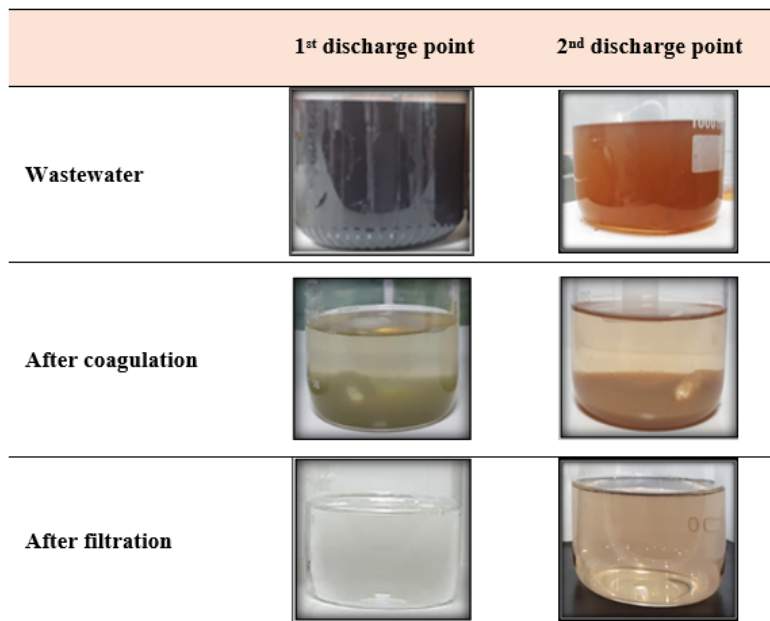 1st discharge point 2nd discharge point
Wastewater
After coagulation
After filtration